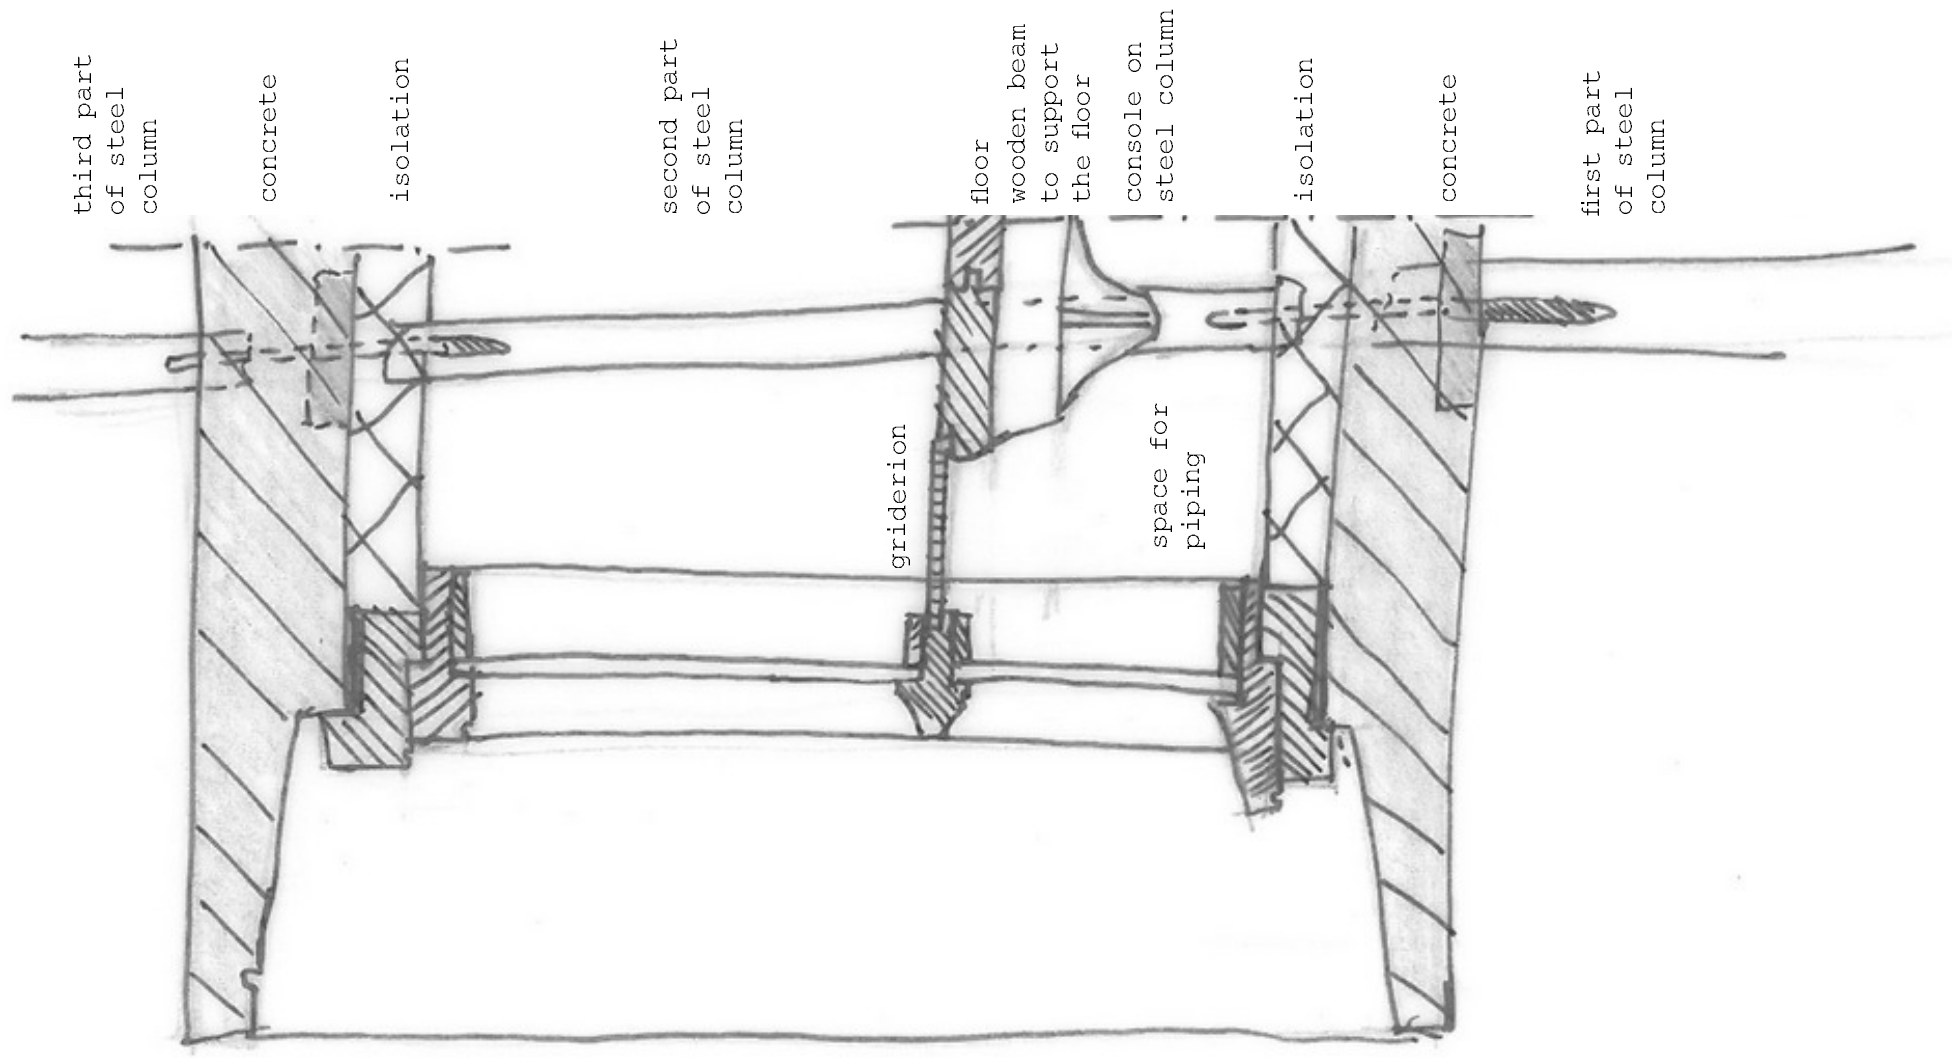 third part
of steel
column
concrete
isolation
second part
of steel
column
floor
wooden beam
to support
the floor
console on
steel column
isolation
concrete
first part
of steel
column
griderion
space for
piping